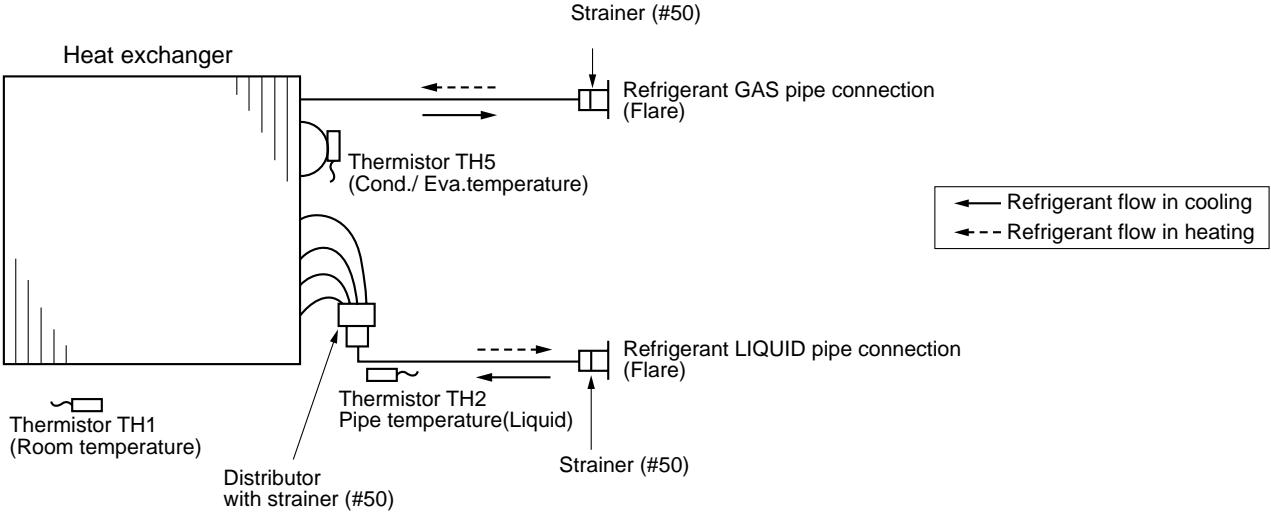 Strainer (#50)
Heat exchanger
Refrigerant GAS pipe connection
(Flare)
Thermistor TH5
(Cond./ Eva.temperature)
Refrigerant flow in cooling
Refrigerant flow in heating
Refrigerant LIQUID pipe connection
(Flare)
Thermistor TH2
Pipe temperature(Liquid)
Thermistor TH1
(Room temperature)
Strainer (#50)
Distributor
with strainer (#50)